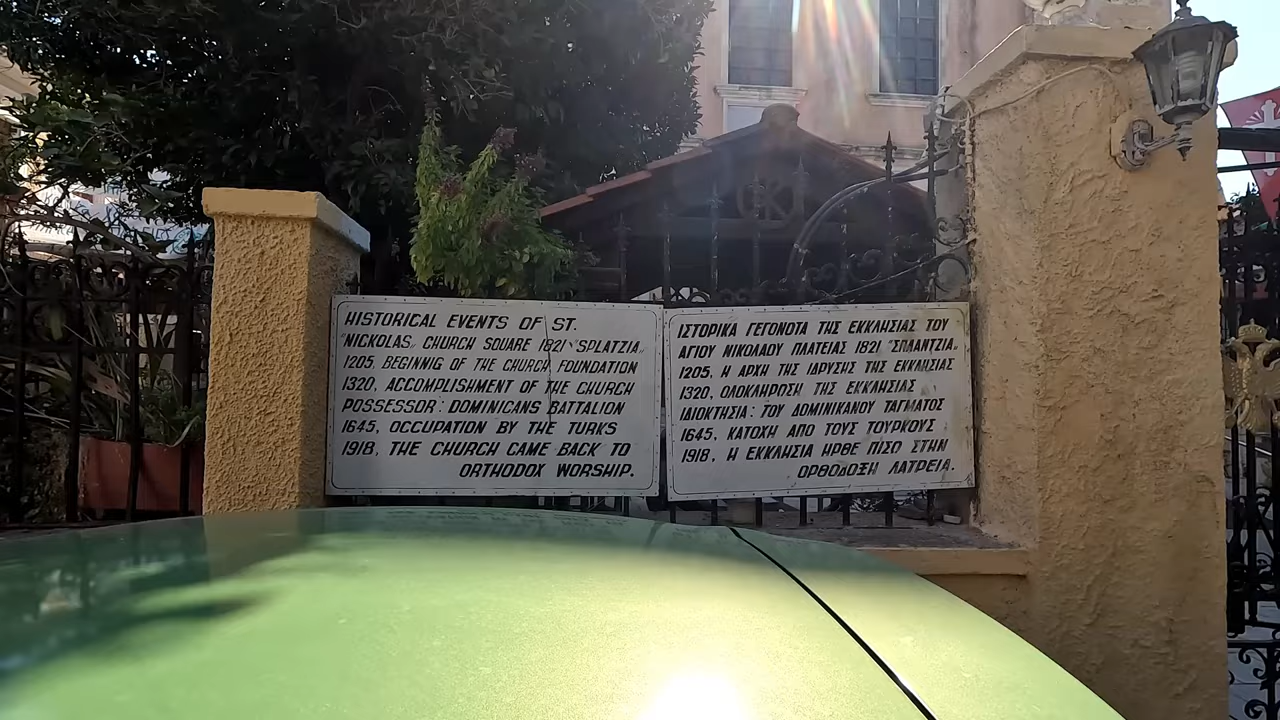 HISTORICAL EVENTS OF ST.
"NICKOLAS„ CHURCH SQUARE 1821 "SPLATZIA„
1205, BEGINNIG OF THE CHURCH FOUNDATION
1320, ACCOMPLISHMENT OF THE CHURCH
POSSESSOR: DOMINICANS BATTALION
1645, OCCUPATION BY THE TURKS
1918, THE CHURCH CAME BACK TO
ORTHODOX WORSHIP.
ΙΣΤΟΡΙΚΑ ΓΕΓΟΝΟΤΑ ΤΗΣ ΕΚΚΛΗΣΙΑΣ ΤΟΥ
ΑΓΙΟΥ ΝΙΚΟΛΑΟΥ ΠΛΑΤΕΙΑΣ 1821 "ΣΠΛΑΝΤΖΙΑ„
1205, Η ΑΡΧΗ ΤΗΣ ΙΔΡΥΣΗΣ ΤΗΣ ΕΚΚΛΗΣΙΑΣ
1320, ΟΛΟΚΛΗΡΩΣΗ ΤΗΣ ΕΚΚΛΗΣΙΑΣ
ΙΔΙΟΚΤΗΣΙΑ: ΤΟΥ ΔΟΜΙΝΙΚΑΝΟΥ ΤΑΓΜΑΤΟΣ
1645, ΚΑΤΟΧΗ ΑΠΟ ΤΟΥΣ ΤΟΥΡΚΟΥΣ
1918, Η ΕΚΚΛΗΣΙΑ ΗΡΘΕ ΠΙΣΩ ΣΤΗΝ
ΟΡΘΟΔΟΞΗ ΛΑΤΡΕΙΑ.